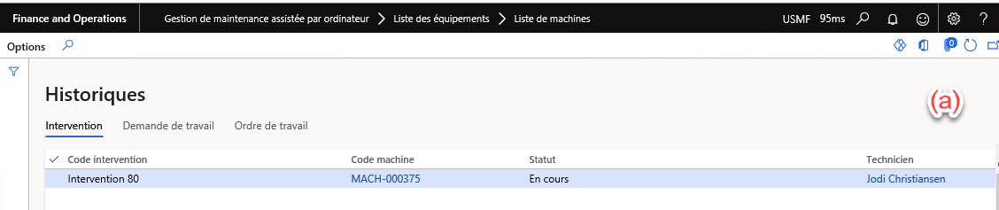 Finance and Operations Gestion de maintenance assistée par ordinateur Liste des équipements Liste de machines USMF 95ms ?
Options 0
Historiques
(a)
Intervention Demande de travail Ordre de travail
Code intervention Code machine Statut Technicien
Intervention 80 MACH-000375 En cours Jodi Christiansen